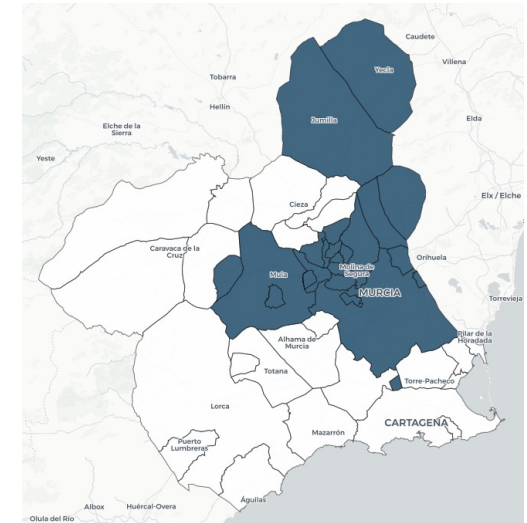 Caudete
Yecla
Villena
Tobarra
Hellín
Jumilla
Elda
Elche de la
Sierra
Yeste
Elx / Elche
Cieza
Caravaca de la
Cruz
Orihuela
Mula
Molina de
Segura
MURCIA
Torrevieja
Pilar de la
Horadada
Alhama de
Murcia
Totana
Torre-Pacheco
Lorca
CARTAGENA
Mazarrón
Puerto
Lumbreras
Águilas
Albox
Huércal-Overa
Olula del Río